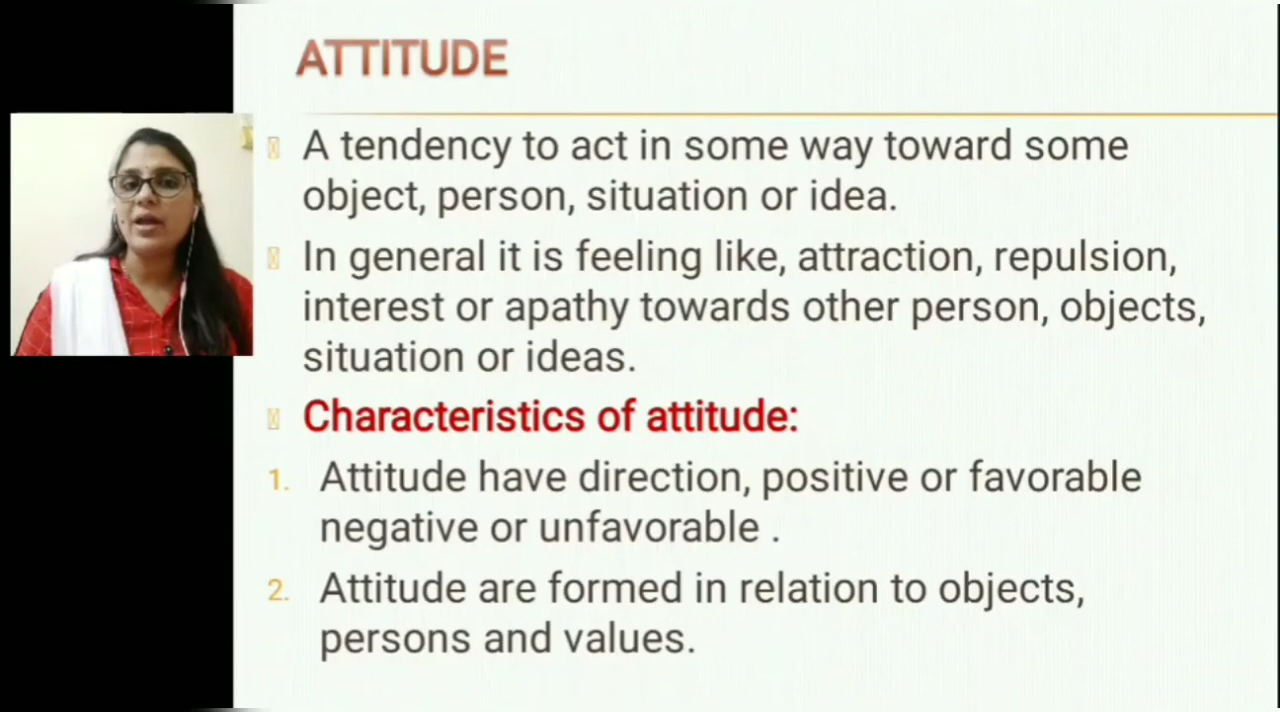 ATTITUDE
A tendency to act in some way toward some
object, person, situation or idea.
In general it is feeling like, attraction, repulsion,
interest or apathy towards other person, objects,
situation or ideas.
Characteristics of attitude:
1. Attitude have direction, positive or favorable
negative or unfavorable .
2. Attitude are formed in relation to objects,
persons and values.